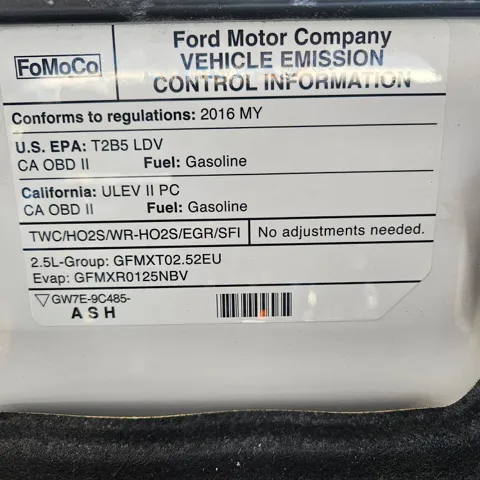 FoMoCo
Ford Motor Company
VEHICLE EMISSION
CONTROL INFORMATION
Conforms to regulations: 2016 MY
U.S. EPA: T2B5 LDV
CA OBD II Fuel: Gasoline
California: ULEV II PC
CA OBD II Fuel: Gasoline
TWC/HO2S/WR-HO2S/EGR/SFI No adjustments needed.
2.5L-Group: GFMXT02.52EU
Evap: GFMXR0125NBV
GW7E-9C485-
ASH